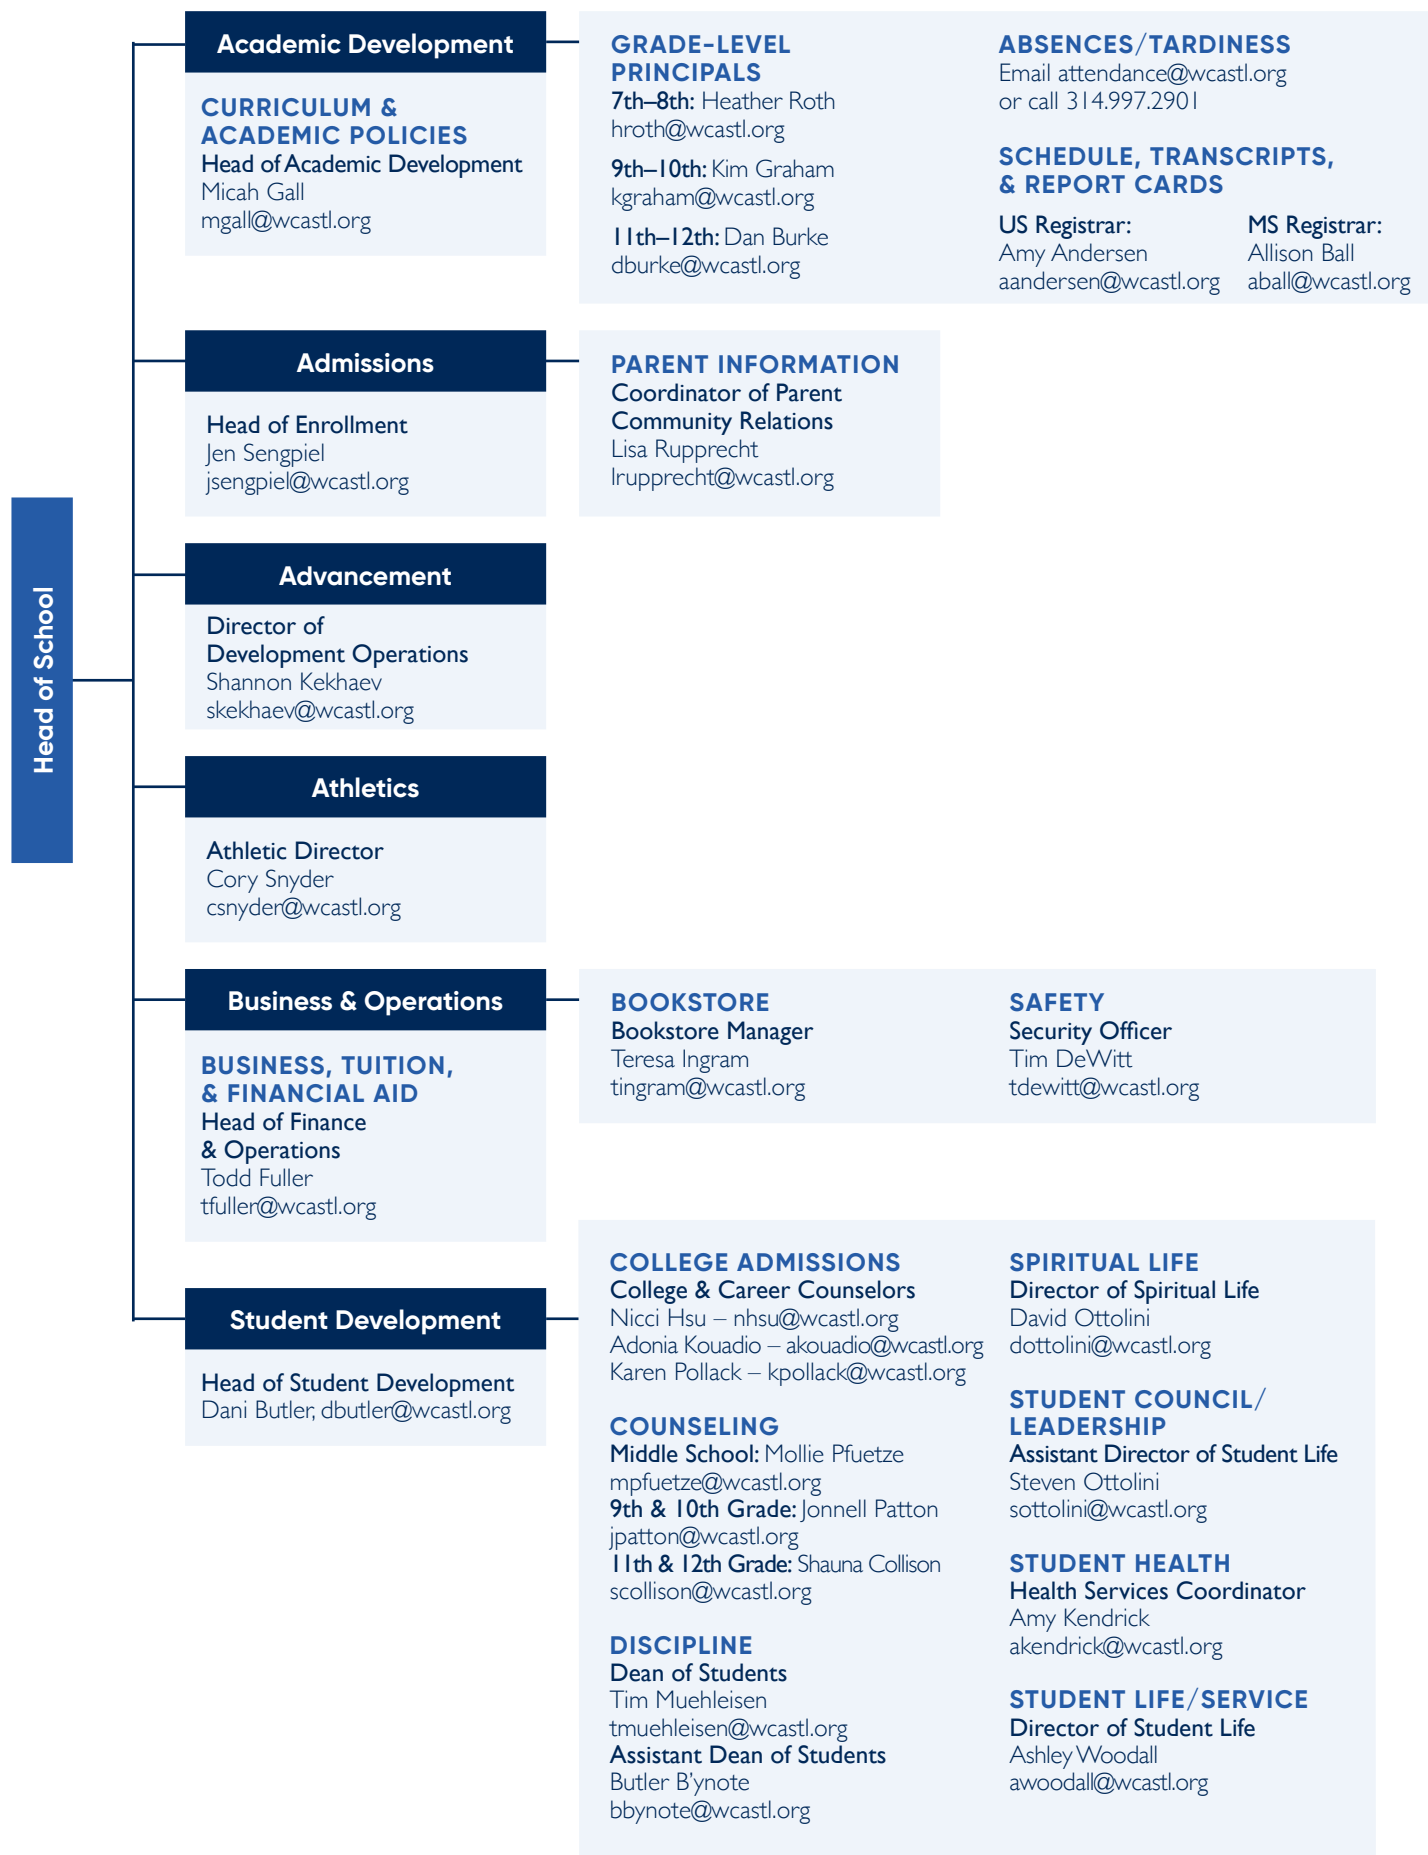 Head of School
Academic Development
CURRICULUM &
ACADEMIC POLICIES
Head of Academic Development
Micah Gall
mgall@wcastl.org
GRADE-LEVEL
PRINCIPALS
7th–8th: Heather Roth
hroth@wcastl.org
9th–10th: Kim Graham
kgraham@wcastl.org
11th–12th: Dan Burke
dburke@wcastl.org
ABSENCES/TARDINESS
Email attendance@wcastl.org
or call 314.997.2901
SCHEDULE, TRANSCRIPTS,
& REPORT CARDS
US Registrar:
Amy Andersen
aandersen@wcastl.org
MS Registrar:
Allison Ball
aball@wcastl.org
Admissions
Head of Enrollment
Jen Sengpiel
jsengpiel@wcastl.org
PARENT INFORMATION
Coordinator of Parent
Community Relations
Lisa Rupprecht
lrupprecht@wcastl.org
Advancement
Director of
Development Operations
Shannon Kekhaev
skekhaev@wcastl.org
Athletics
Athletic Director
Cory Snyder
csnyder@wcastl.org
Business & Operations
BUSINESS, TUITION,
& FINANCIAL AID
Head of Finance
& Operations
Todd Fuller
tfuller@wcastl.org
BOOKSTORE
Bookstore Manager
Teresa Ingram
tingram@wcastl.org
SAFETY
Security Officer
Tim DeWitt
tdewitt@wcastl.org
Student Development
Head of Student Development
Dani Butler, dbutler@wcastl.org
COLLEGE ADMISSIONS
College & Career Counselors
Nicci Hsu – nhsu@wcastl.org
Adonia Kouadio – akouadio@wcastl.org
Karen Pollack – kpollack@wcastl.org
COUNSELING
Middle School: Mollie Pfuetze
mpfuetze@wcastl.org
9th & 10th Grade: Jonnell Patton
jpatton@wcastl.org
11th & 12th Grade: Shauna Collison
scollison@wcastl.org
DISCIPLINE
Dean of Students
Tim Muehleisen
tmuehleisen@wcastl.org
Assistant Dean of Students
Butler B’ynote
bbynote@wcastl.org
SPIRITUAL LIFE
Director of Spiritual Life
David Ottolini
dottolini@wcastl.org
STUDENT COUNCIL/
LEADERSHIP
Assistant Director of Student Life
Steven Ottolini
sottolini@wcastl.org
STUDENT HEALTH
Health Services Coordinator
Amy Kendrick
akendrick@wcastl.org
STUDENT LIFE/SERVICE
Director of Student Life
Ashley Woodall
awoodall@wcastl.org